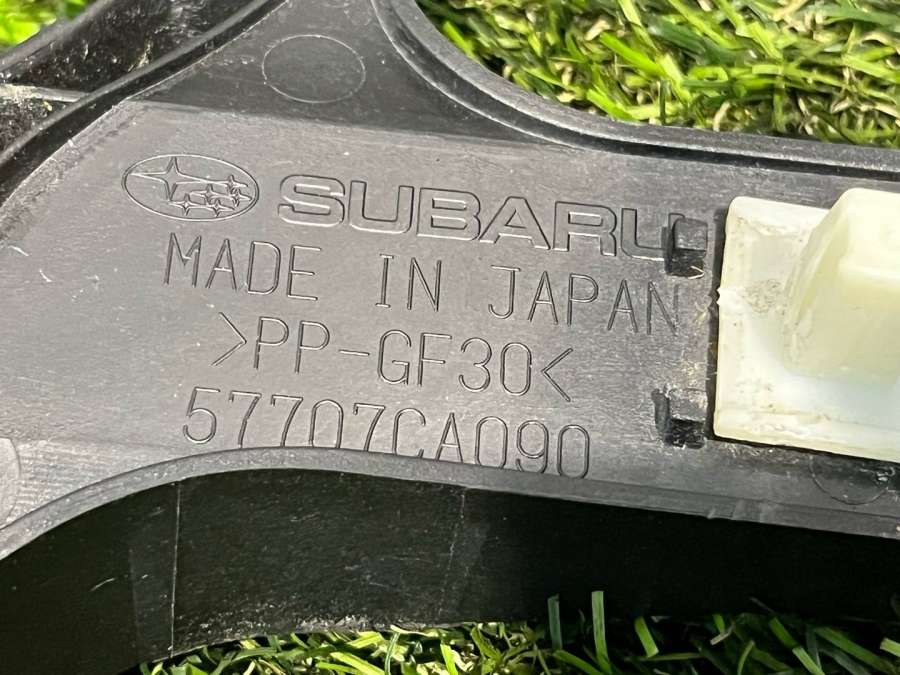 SUBARU
MADE IN JAPAN
>PP-GF30<
57707CA090